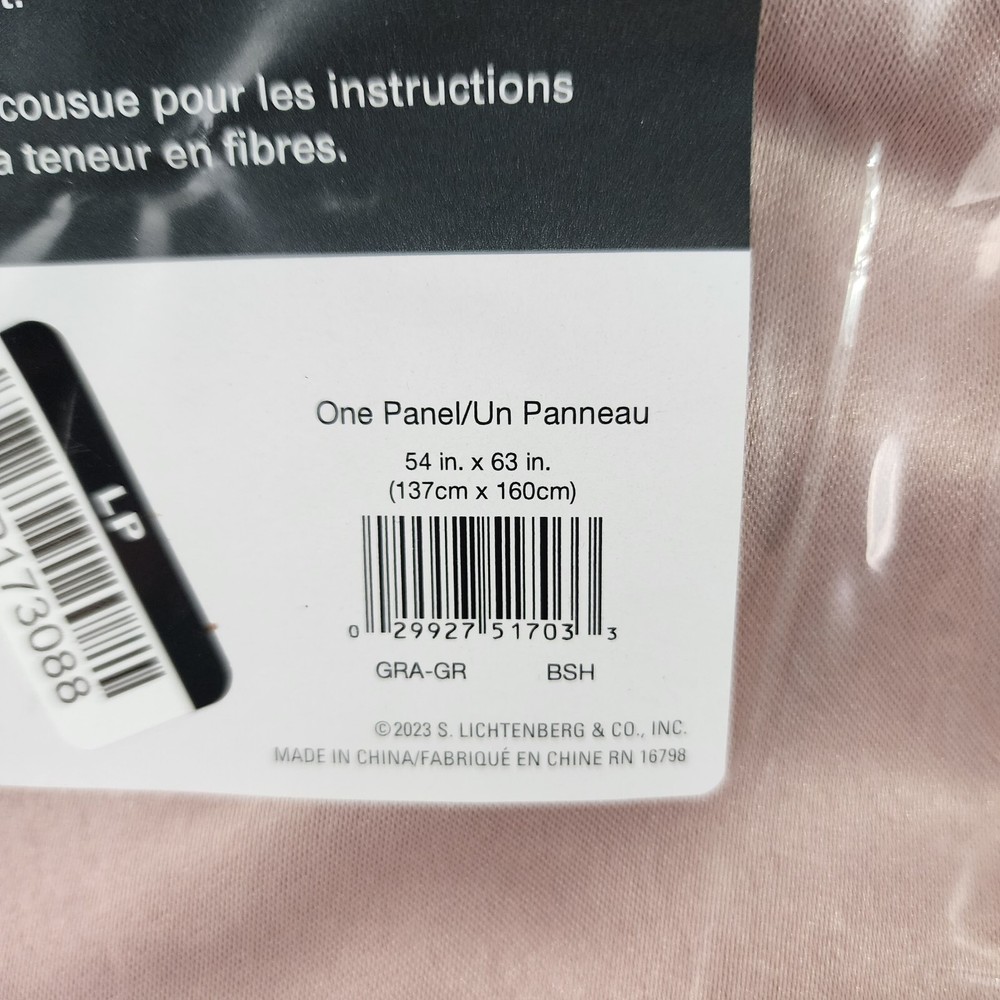 cousue pour les instructions
teneur en fibres.
One Panel/Un Panneau
54 in. x 63 in.
(137cm x 160cm)
0 29927 51703 3
GRA-GR BSH
©2023 S. LICHTENBERG & CO., INC.
MADE IN CHINA/FABRIQUÉ EN CHINE RN 16798
LP
173088